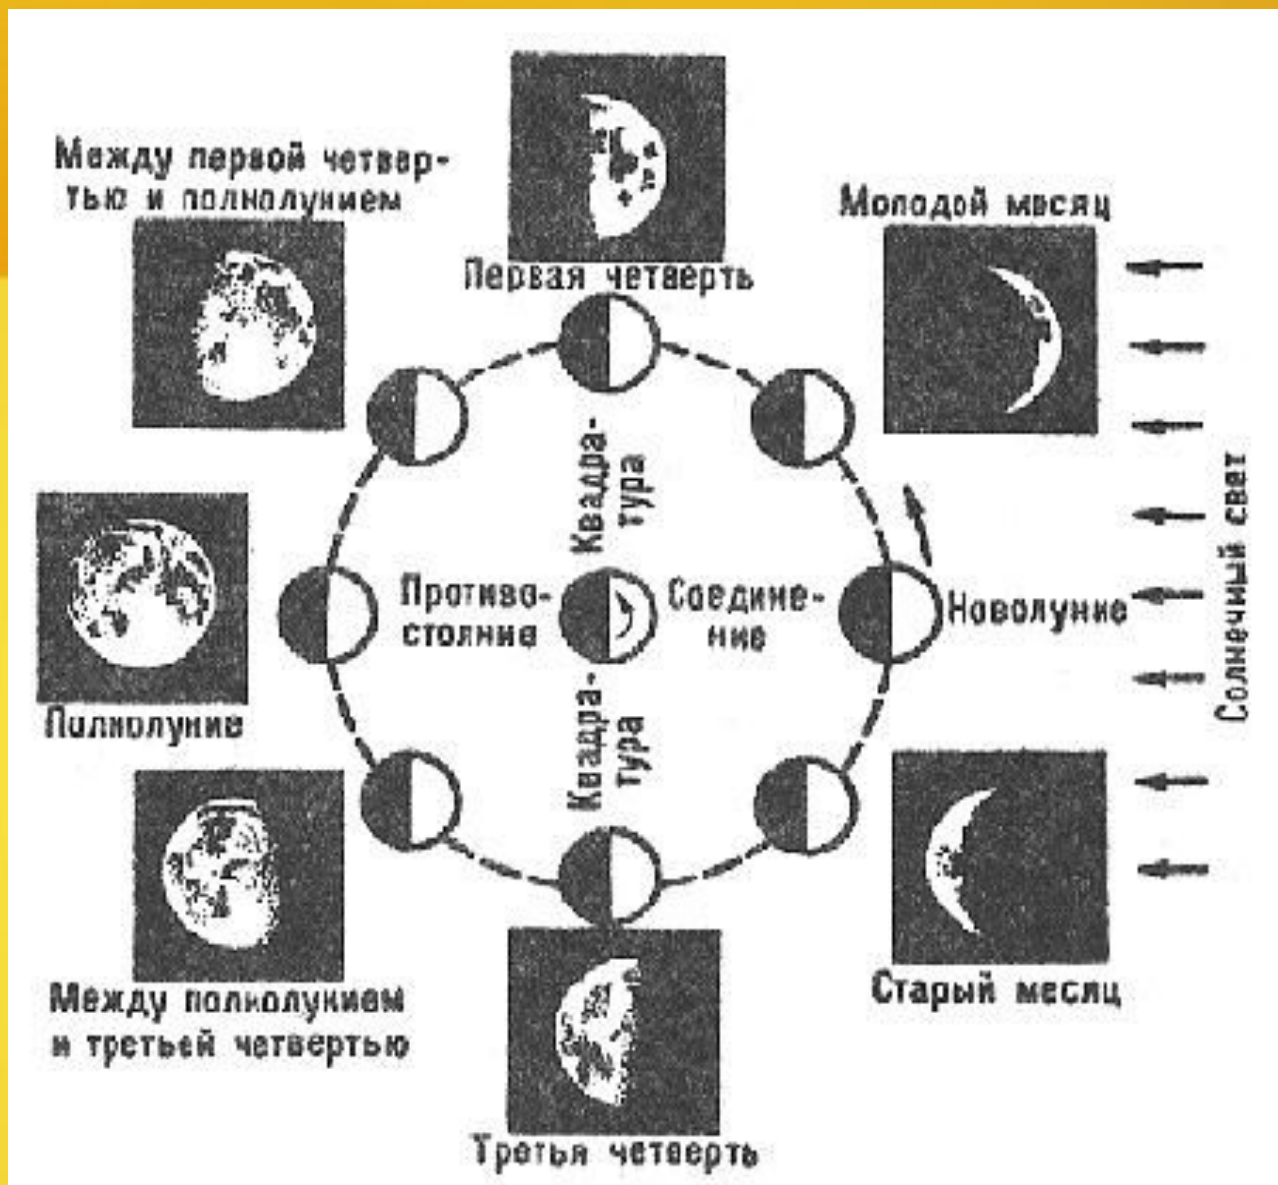 Между первой четвер-
тью и полнолунием
Первая четверть
Молодой месяц
Квадра-
тура
Противо-
стояние
Соедине-
ние
Новолуние
Солнечный свет
Полнолуние
Квадра-
тура
Между полнолунием
и третьей четвертью
Старый месяц
Третья четверть